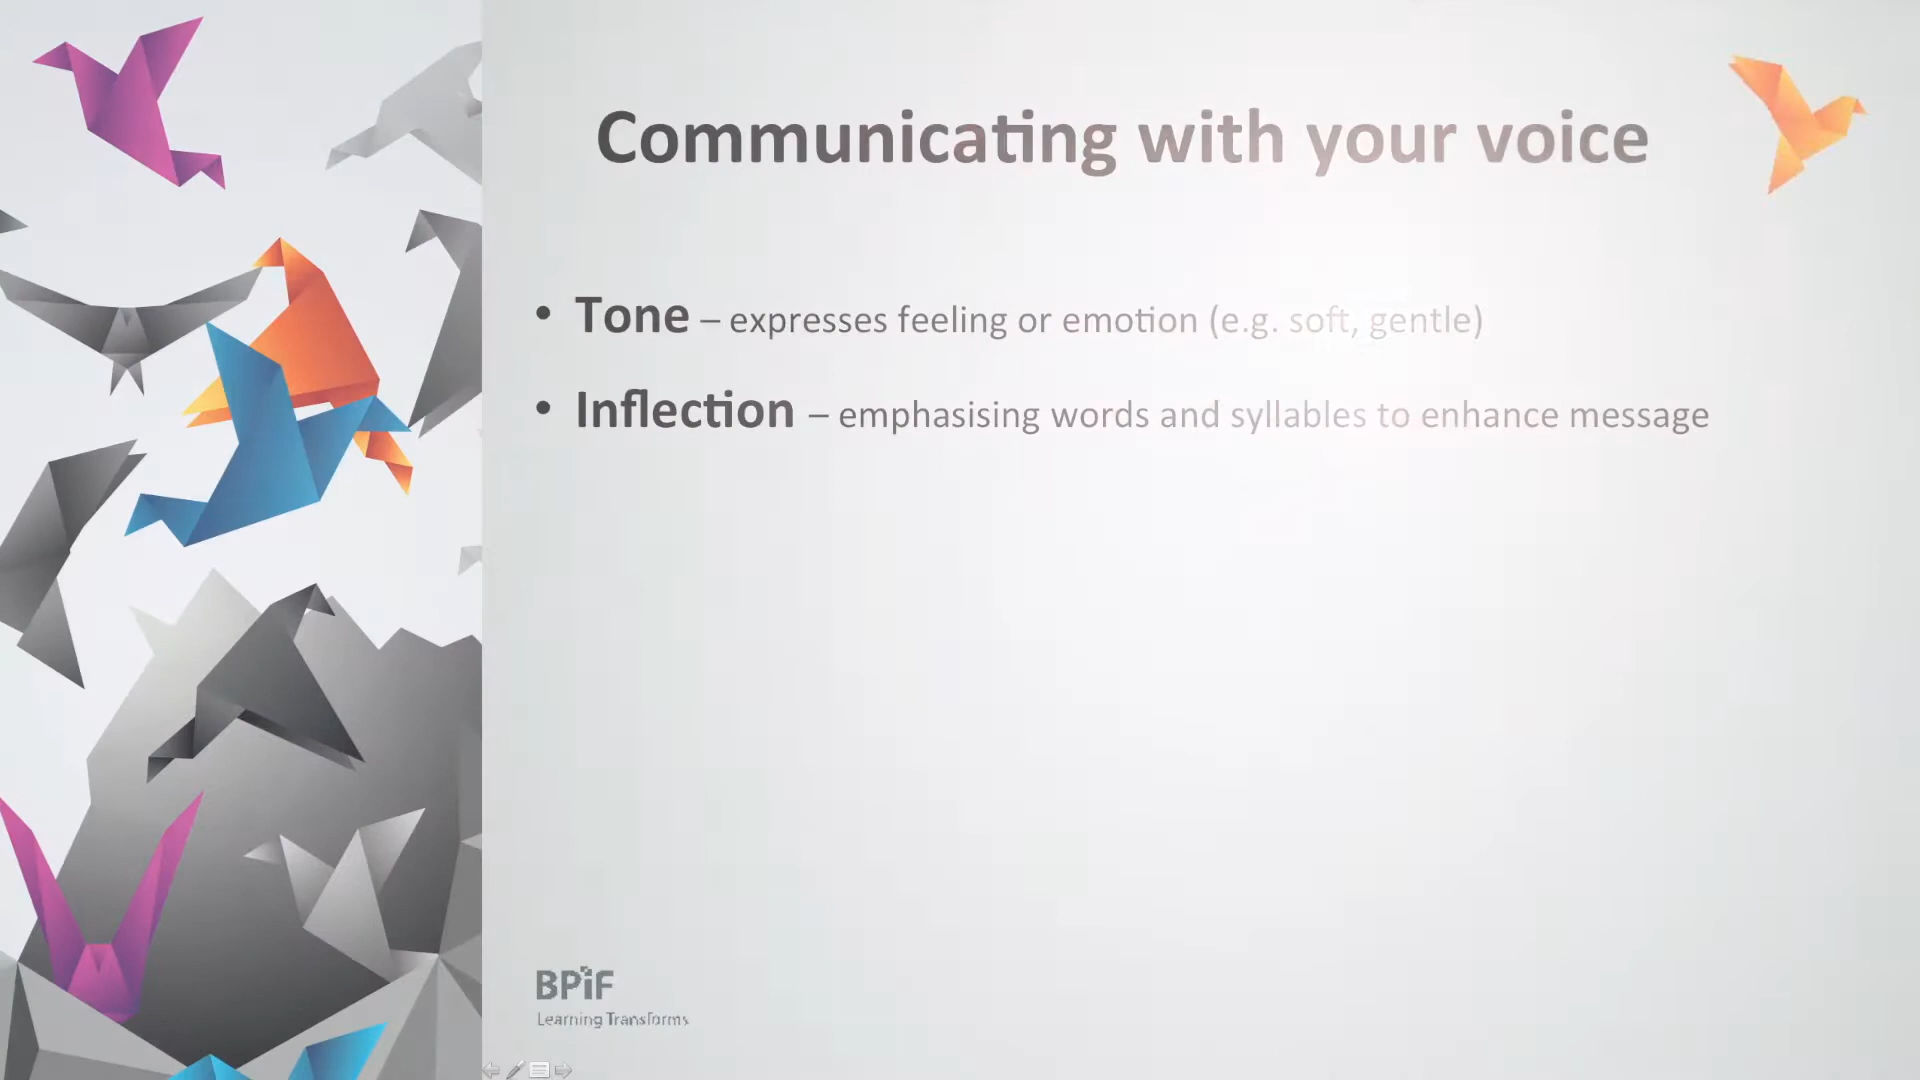 Communicating with your voice
• Tone – expresses feeling or emotion (e.g. soft, gentle)
• Inflection – emphasising words and syllables to enhance message
BPiF
Learning Transforms